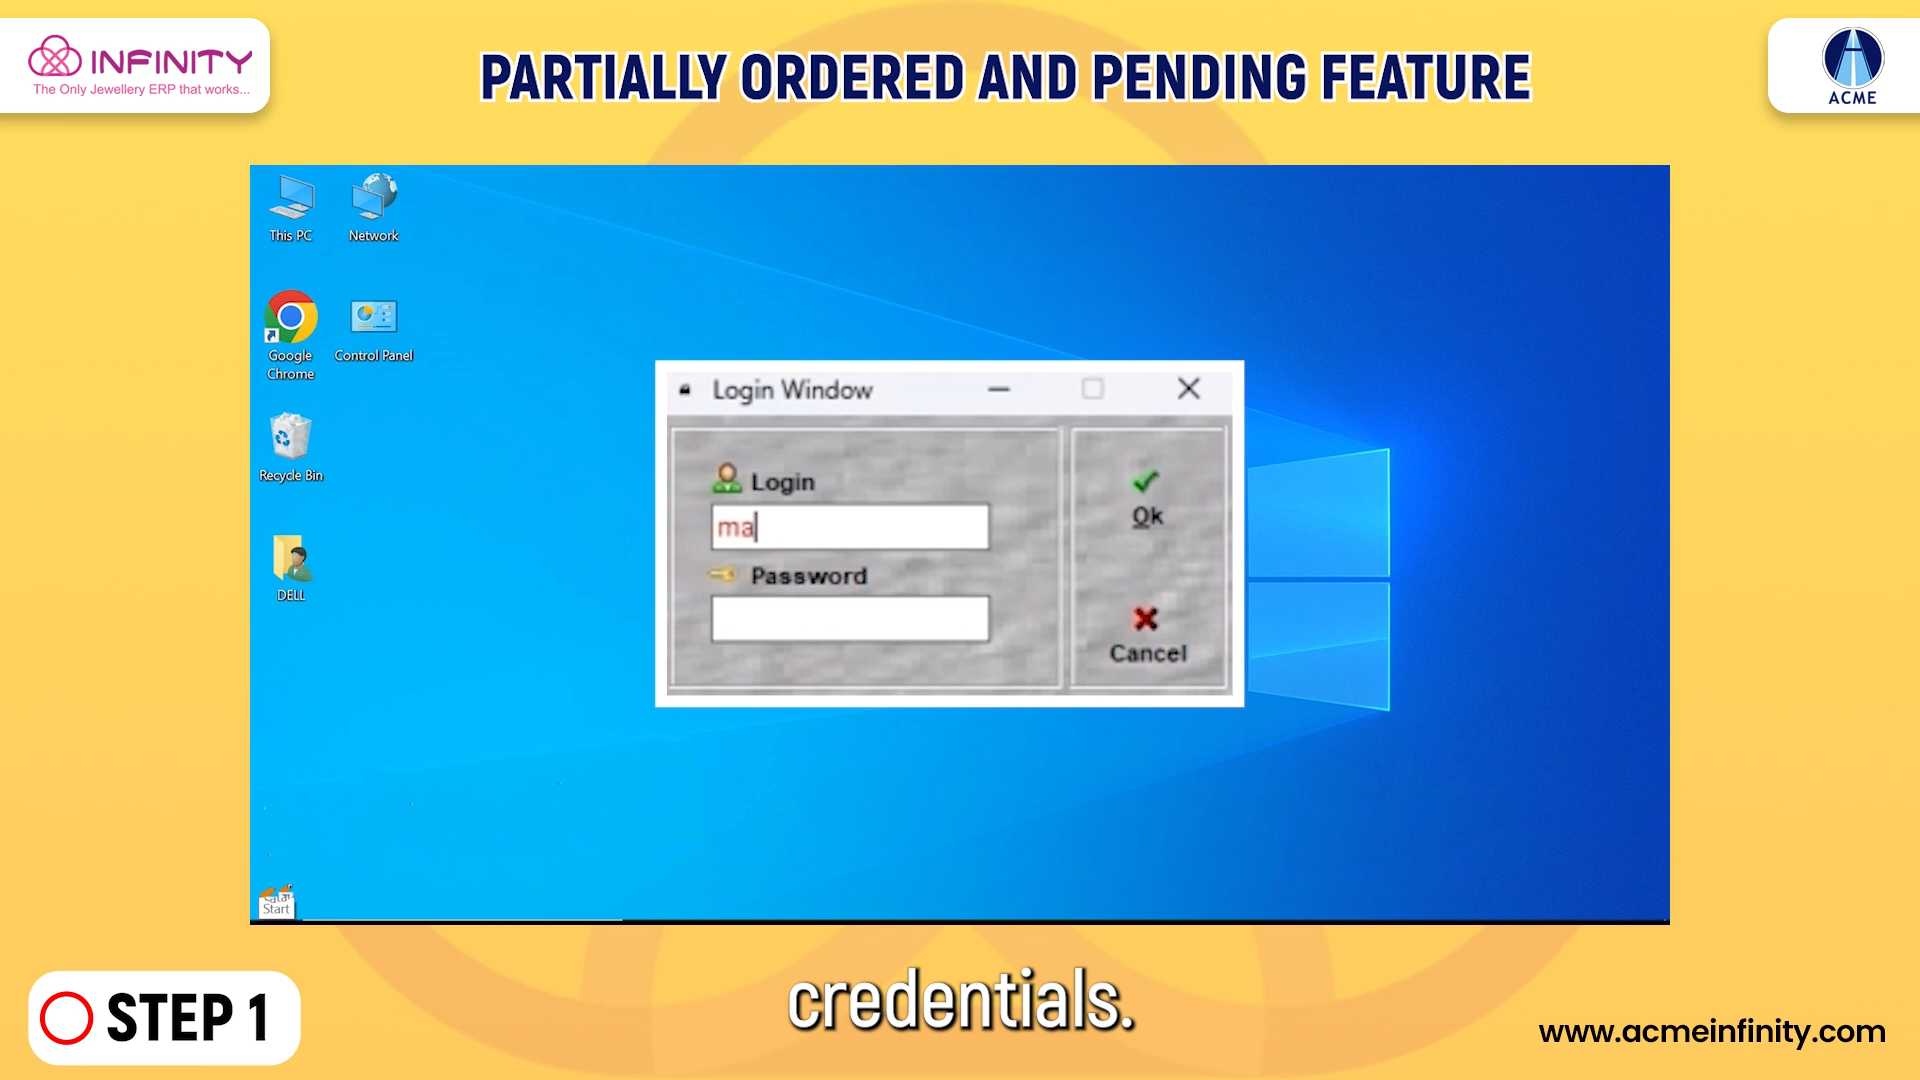 INFINITY
The Only Jewellery ERP that works...
PARTIALLY ORDERED AND PENDING FEATURE
ACME
This PC
Network
Google
Chrome
Control Panel
Recycle Bin
DELL
Start
Login Window
Login
ma
Password
Ok
Cancel
STEP 1
credentials.
www.acmeinfinity.com